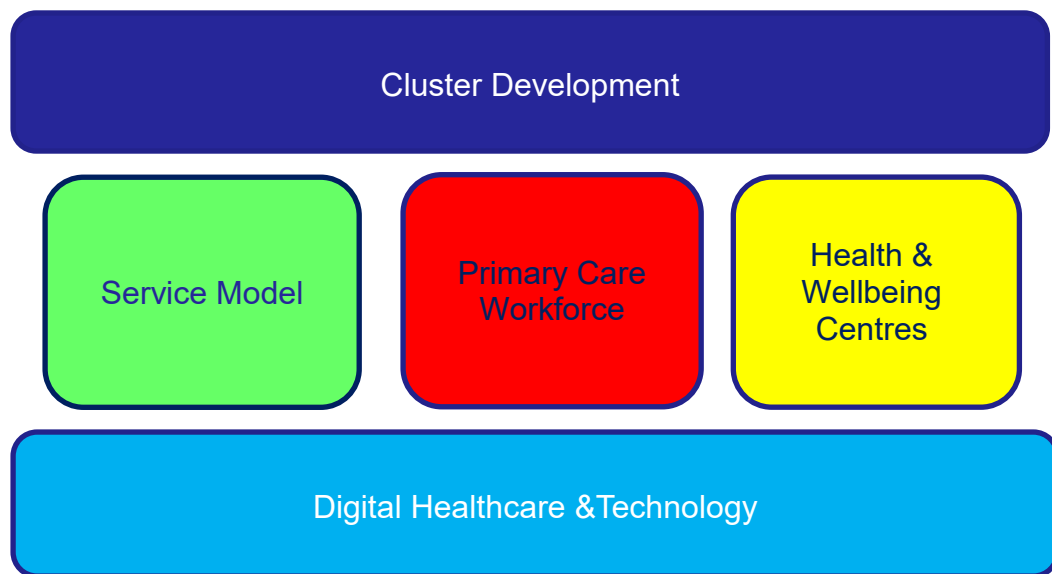 Cluster Development
Service Model
Primary Care
Workforce
Health &
Wellbeing
Centres
Digital Healthcare &Technology